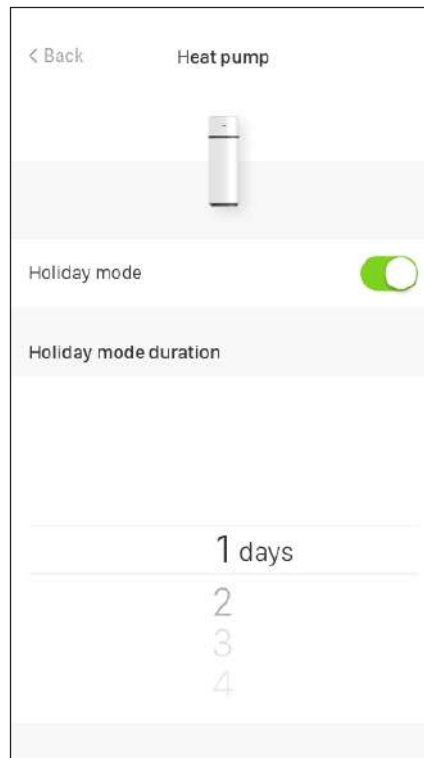 < Back Heat pump
Holiday mode
Holiday mode duration
1 days
2
3
4